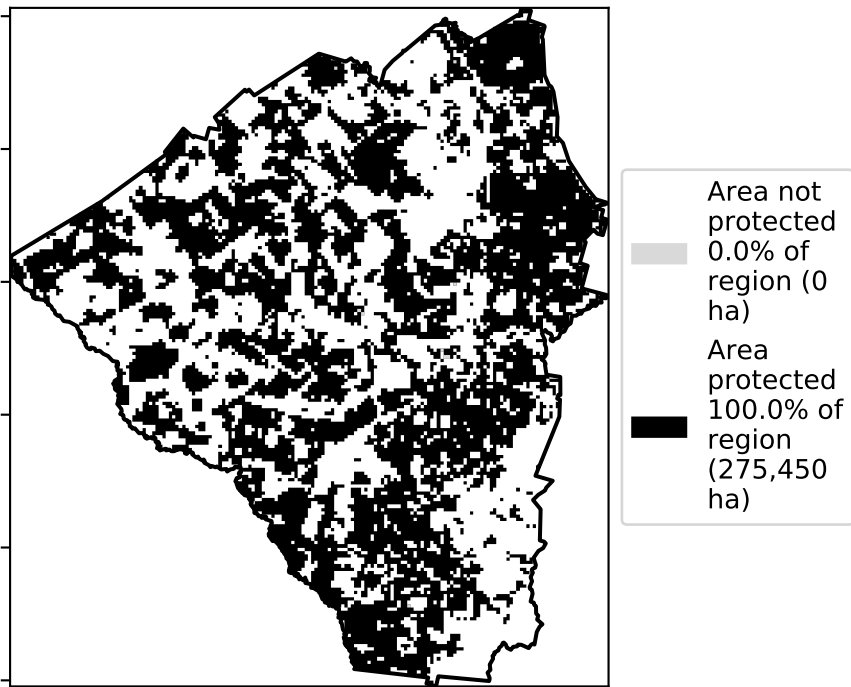 Area not
protected
0.0% of
region (0
ha)
Area
protected
100.0% of
region
(275,450
ha)